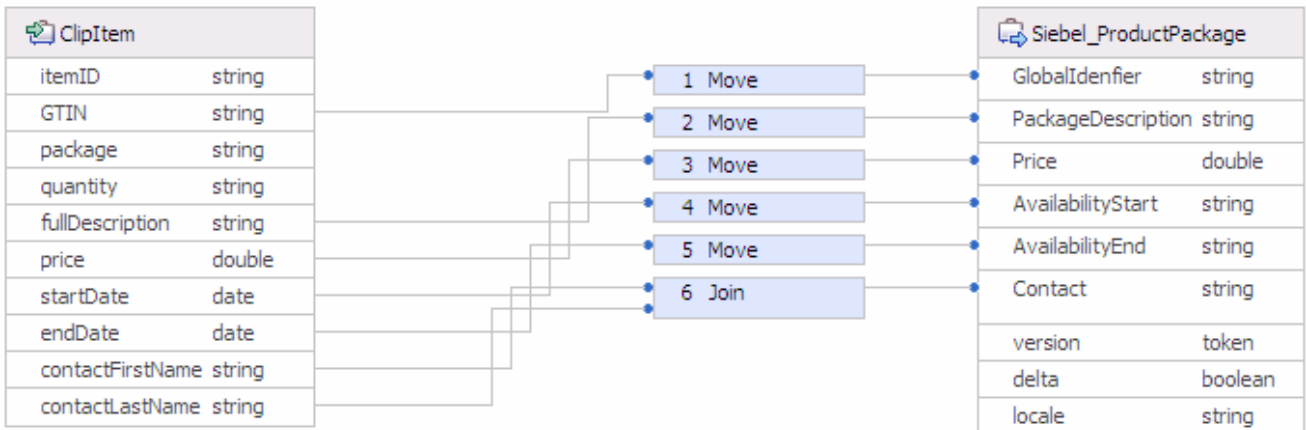 ClipItem
itemID string
GTIN string
package string
quantity string
fullDescription string
price double
startDate date
endDate date
contactFirstName string
contactLastName string
1 Move
2 Move
3 Move
4 Move
5 Move
6 Join
Siebel_ProductPackage
GlobalIdenfier string
PackageDescription string
Price double
AvailabilityStart string
AvailabilityEnd string
Contact string
version token
delta boolean
locale string